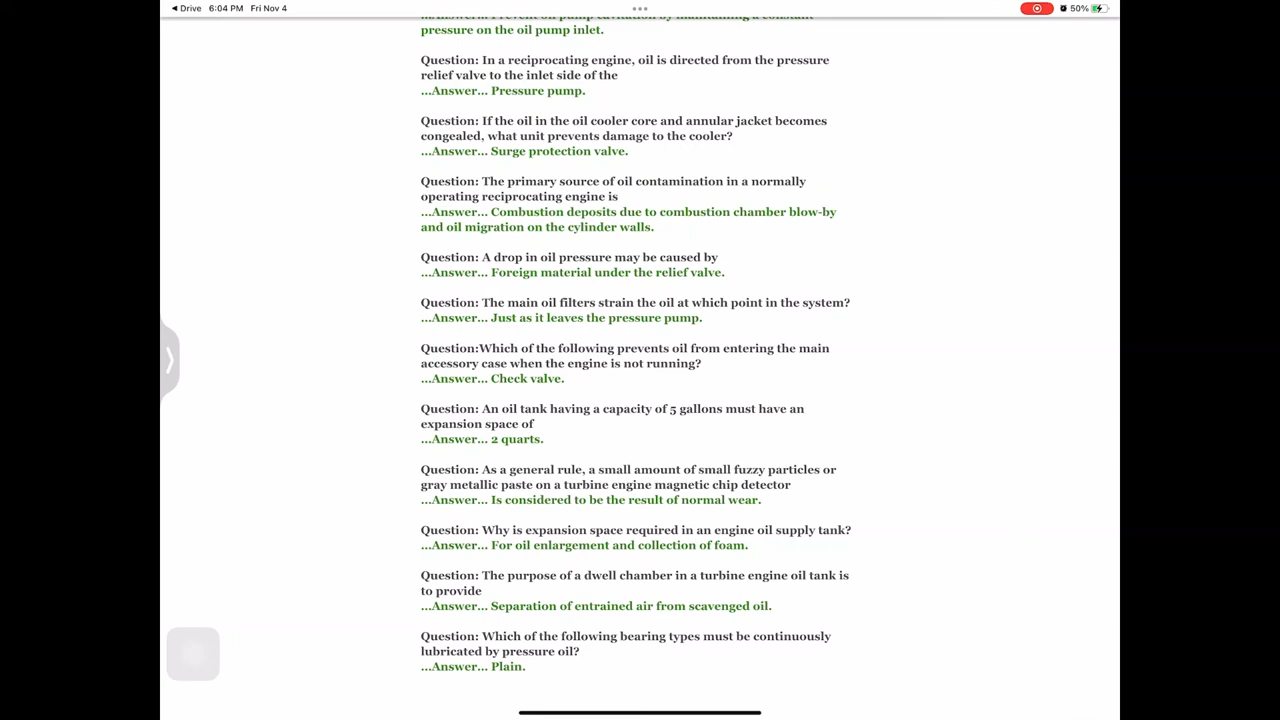 Drive 6:04 PM Fri Nov 4
50%
...Answer... Prevent oil pump cavitation by maintaining a constant
pressure on the oil pump inlet.
Question: In a reciprocating engine, oil is directed from the pressure
relief valve to the inlet side of the
...Answer... Pressure pump.
Question: If the oil in the oil cooler core and annular jacket becomes
congealed, what unit prevents damage to the cooler?
...Answer... Surge protection valve.
Question: The primary source of oil contamination in a normally
operating reciprocating engine is
...Answer... Combustion deposits due to combustion chamber blow-by
and oil migration on the cylinder walls.
Question: A drop in oil pressure may be caused by
...Answer... Foreign material under the relief valve.
Question: The main oil filters strain the oil at which point in the system?
...Answer... Just as it leaves the pressure pump.
Question:Which of the following prevents oil from entering the main
accessory case when the engine is not running?
...Answer... Check valve.
Question: An oil tank having a capacity of 5 gallons must have an
expansion space of
...Answer... 2 quarts.
Question: As a general rule, a small amount of small fuzzy particles or
gray metallic paste on a turbine engine magnetic chip detector
...Answer... Is considered to be the result of normal wear.
Question: Why is expansion space required in an engine oil supply tank?
...Answer... For oil enlargement and collection of foam.
Question: The purpose of a dwell chamber in a turbine engine oil tank is
to provide
...Answer... Separation of entrained air from scavenged oil.
Question: Which of the following bearing types must be continuously
lubricated by pressure oil?
...Answer... Plain.